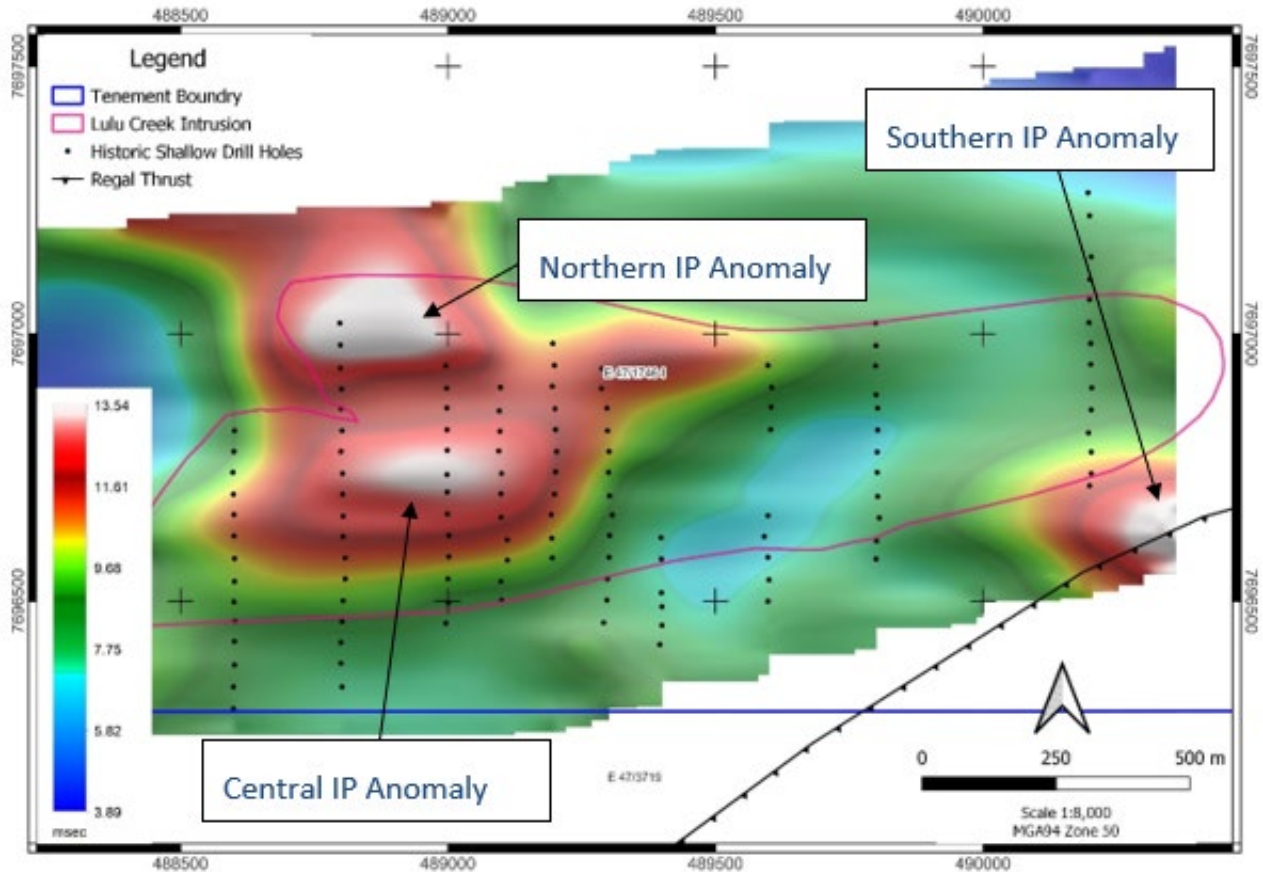 488500 489000 489500 490000
7697500
7697500
Legend
Tenement Boundry
Lulu Creek Intrusion
Historic Shallow Drill Holes
Regal Thrust
Southern IP Anomaly
Northern IP Anomaly
7697000
7697000
13.54
11.61
9.68
7.75
5.82
3.89
msec
7696500
7696500
Central IP Anomaly
E 47/3719
0 250 500 m
Scale 1:8,000
MGA94 Zone 50
488500 489000 489500 490000